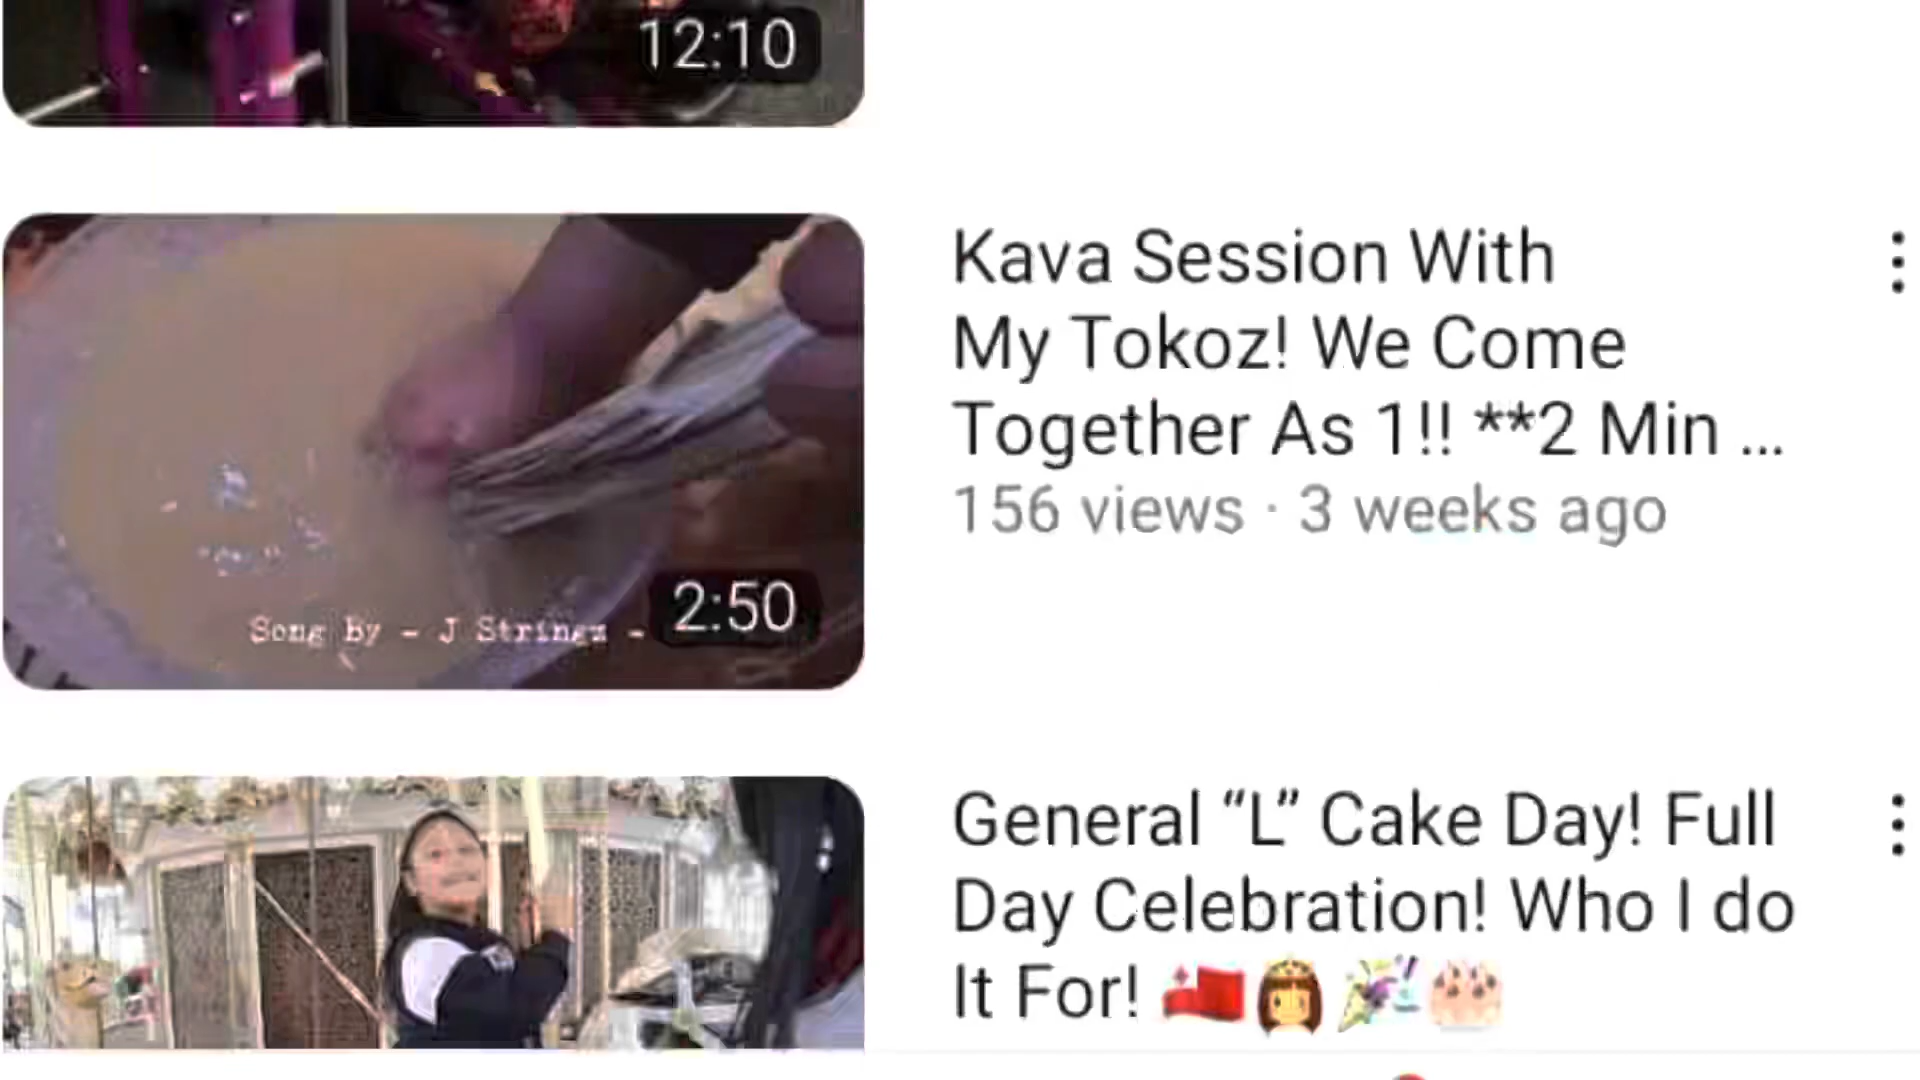 12:10
Kava Session With
My Tokoz! We Come
Together As 1!! **2 Min ...
156 views · 3 weeks ago
Song By - J Stringz -
2:50
General “L” Cake Day! Full
Day Celebration! Who I do
It For! 🇹🇴👸🎉🎂